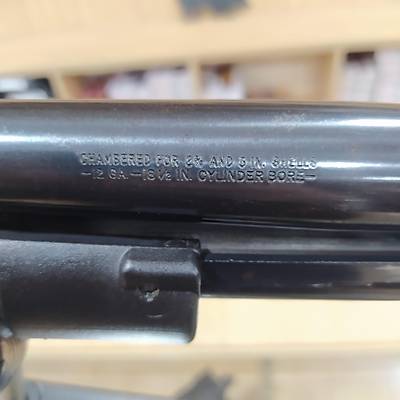 CHAMBERED FOR 2¾ AND 3 IN. SHELLS
-12 GA.-18½ IN. CYLINDER BORE-